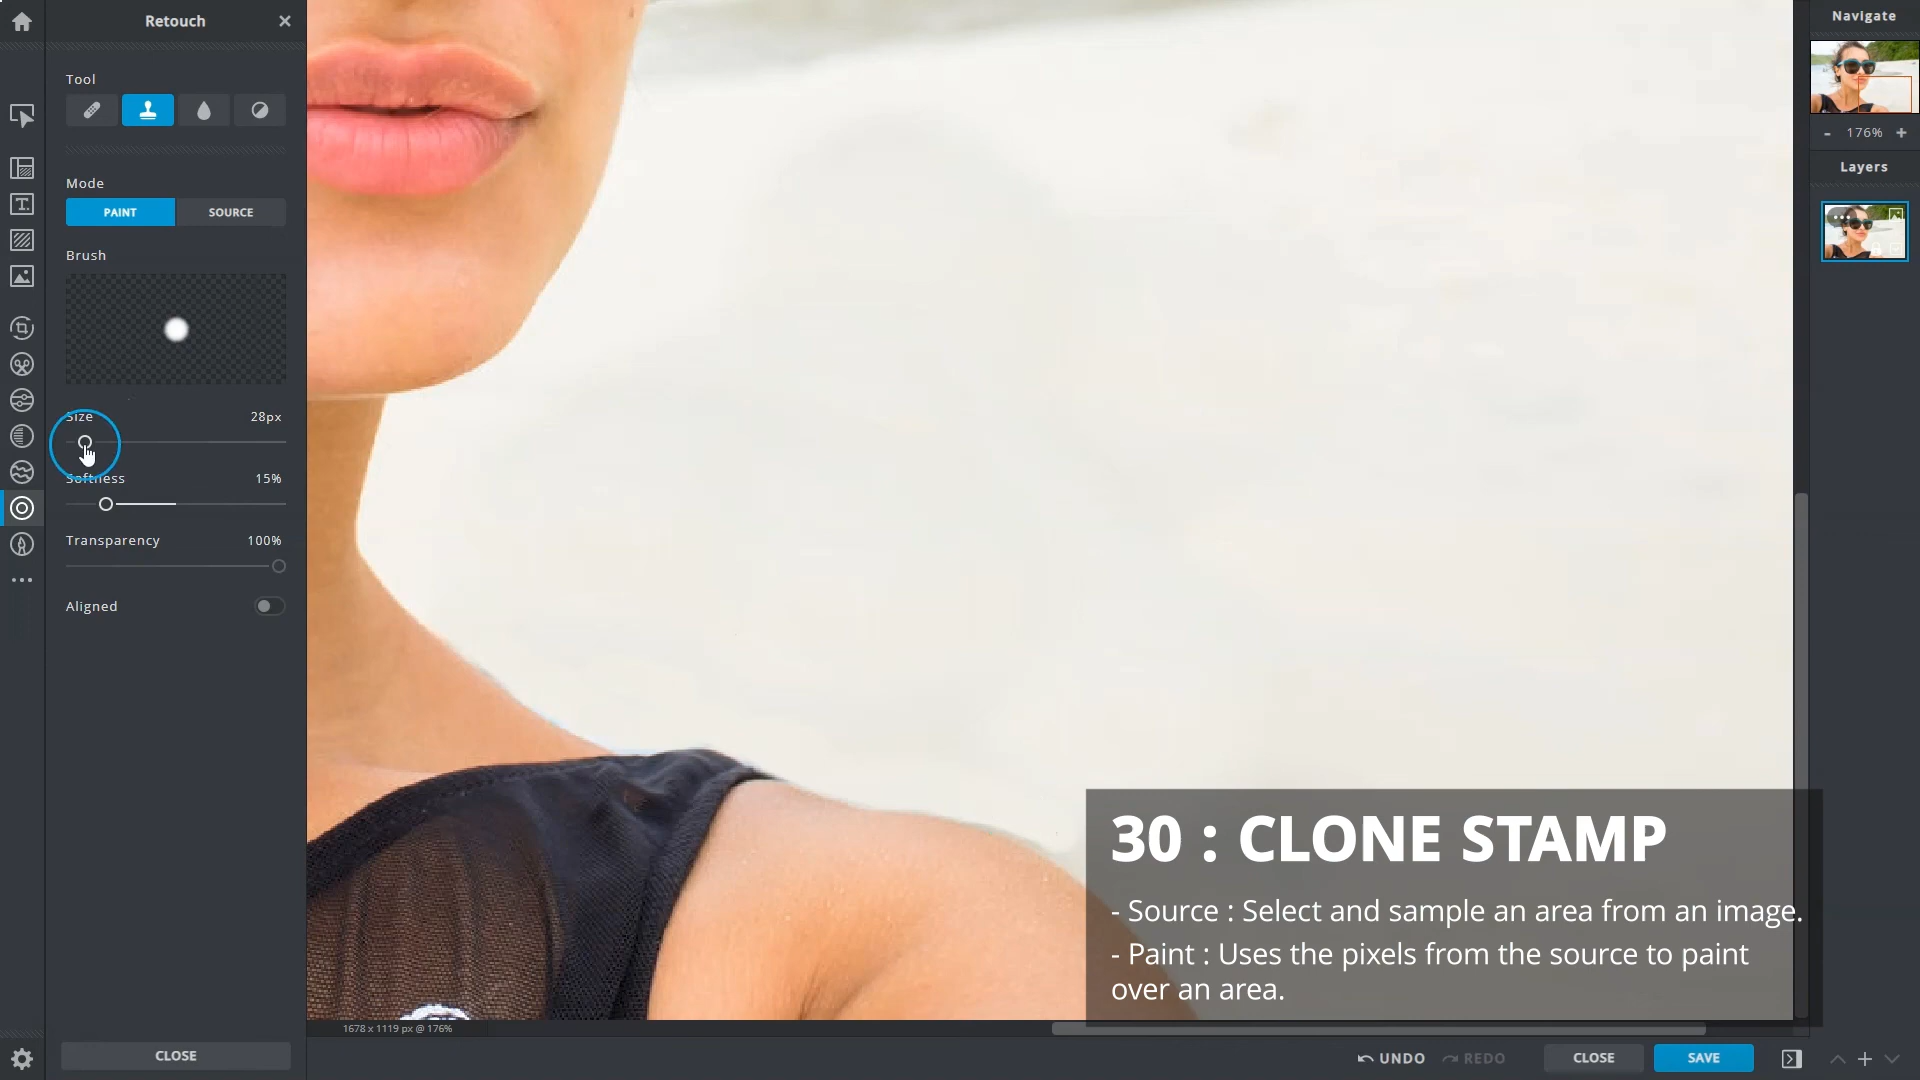 Retouch
Navigate
Tool
176%
Layers
Mode
PAINT SOURCE
Brush
Size 28px
Softness 15%
Transparency 100%
Aligned
30 : CLONE STAMP
- Source : Select and sample an area from an image.
- Paint : Uses the pixels from the source to paint
over an area.
1678 x 1119 px @ 176%
CLOSE
UNDO REDO CLOSE SAVE